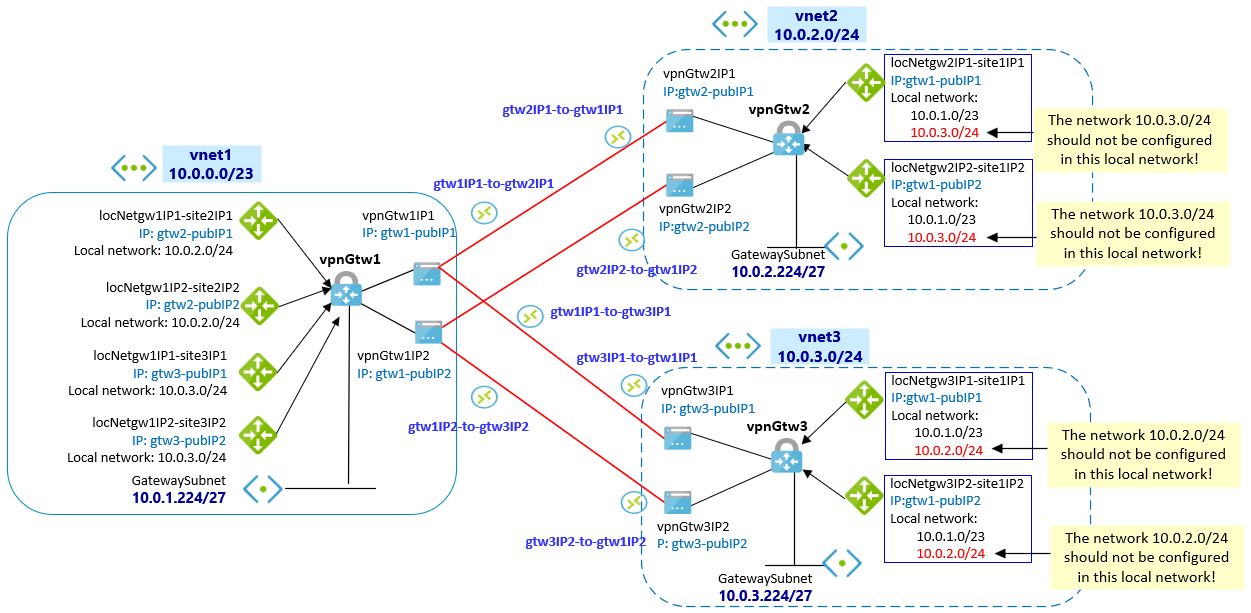 vnet1
10.0.0.0/23
locNetgw1IP1-site2IP1
IP: gtw2-pubIP1
Local network: 10.0.2.0/24
locNetgw1IP2-site2IP2
IP: gtw2-pubIP2
Local network: 10.0.2.0/24
locNetgw1IP1-site3IP1
IP: gtw3-pubIP1
Local network: 10.0.3.0/24
locNetgw1IP2-site3IP2
IP: gtw3-pubIP2
Local network: 10.0.3.0/24
GatewaySubnet
10.0.1.224/27
vpnGtw1
vpnGtw1IP1
IP: gtw1-pubIP1
vpnGtw1IP2
IP: gtw1-pubIP2
gtw2IP1-to-gtw1IP1
gtw1IP1-to-gtw2IP1
gtw2IP2-to-gtw1IP2
gtw1IP1-to-gtw3IP1
gtw3IP1-to-gtw1IP1
gtw1IP2-to-gtw3IP2
gtw3IP2-to-gtw1IP2
vnet2
10.0.2.0/24
vpnGtw2IP1
IP:gtw2-pubIP1
vpnGtw2
vpnGtw2IP2
IP:gtw2-pubIP2
GatewaySubnet
10.0.2.224/27
locNetgw2IP1-site1IP1
IP:gtw1-pubIP1
Local network:
10.0.1.0/23
10.0.3.0/24
The network 10.0.3.0/24
should not be configured
in this local network!
locNetgw2IP2-site1IP2
IP:gtw1-pubIP2
Local network:
10.0.1.0/23
10.0.3.0/24
The network 10.0.3.0/24
should not be configured
in this local network!
vnet3
10.0.3.0/24
vpnGtw3IP1
IP: gtw3-pubIP1
vpnGtw3
vpnGtw3IP2
P: gtw3-pubIP2
GatewaySubnet
10.0.3.224/27
locNetgw3IP1-site1IP1
IP:gtw1-pubIP1
Local network:
10.0.1.0/23
10.0.2.0/24
The network 10.0.2.0/24
should not be configured
in this local network!
locNetgw3IP2-site1IP2
IP:gtw1-pubIP2
Local network:
10.0.1.0/23
10.0.2.0/24
The network 10.0.2.0/24
should not be configured
in this local network!